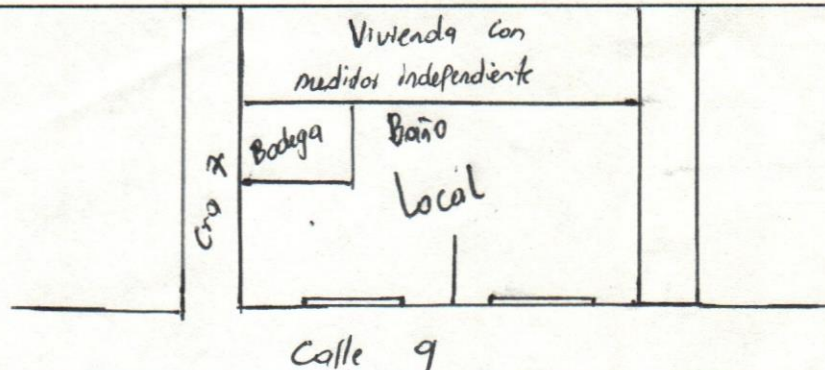 Vivienda con
medidor independiente
Bodega
Baño
Local
Cra
Calle 9